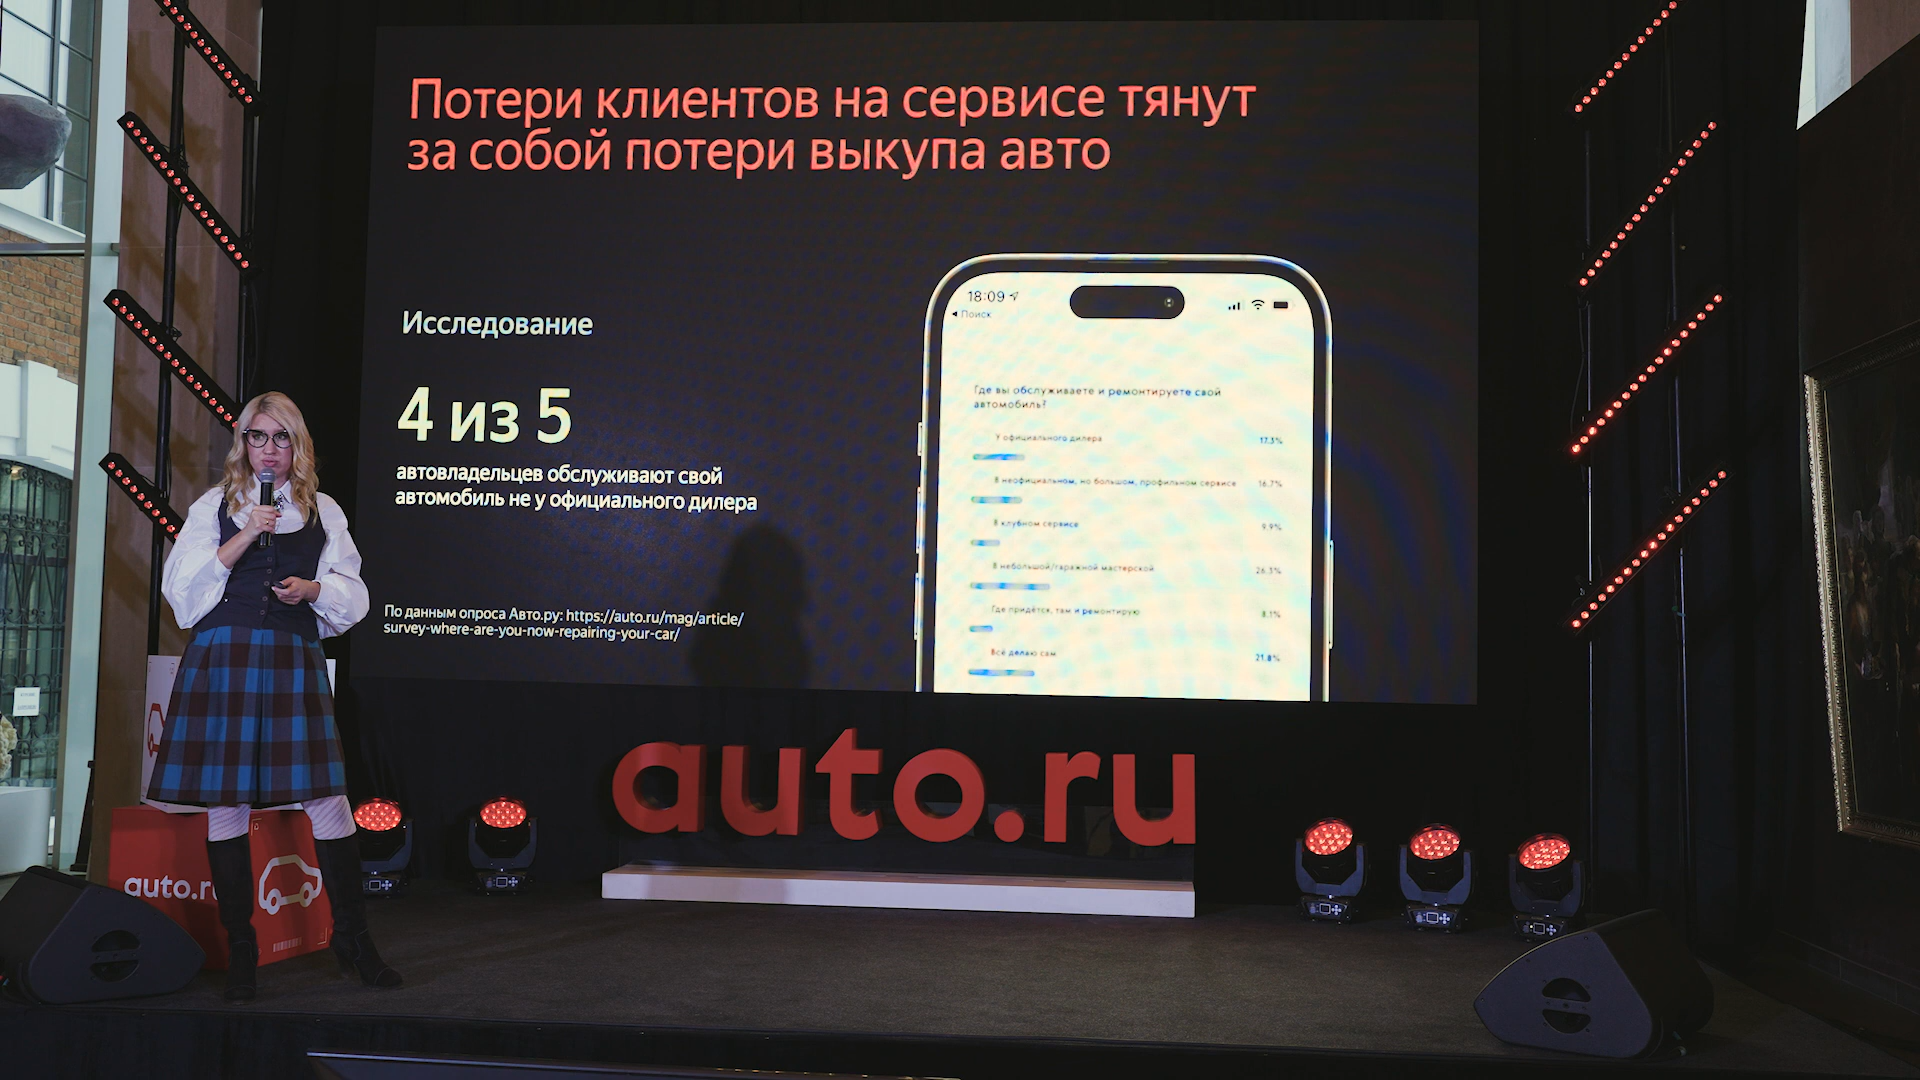 Потери клиентов на сервисе тянут
за собой потери выкупа авто
Исследование
4 из 5
автовладельцев обслуживают свой
автомобиль не у официального дилера
По данным опроса Авто.ру: https://auto.ru/mag/article/
survey-where-are-you-now-repairing-your-car/
18:09
Поиск
Где вы обслуживаете и ремонтируете свой
автомобиль?
У официального дилера 17.3%
В неофициальном, но большом, профильном сервисе 16.7%
В клубном сервисе 9.9%
В небольшой/гаражной мастерской 26.3%
Где придётся, там и ремонтирую 8.1%
Всё делаю сам 21.8%
auto.ru
auto.ru